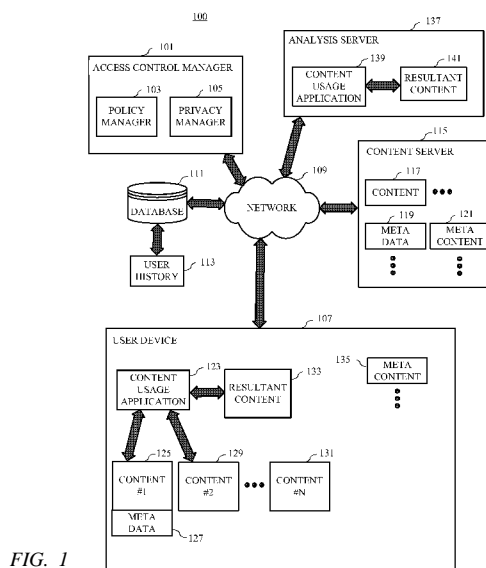 100
101
ACCESS CONTROL MANAGER
103
POLICY
MANAGER
105
PRIVACY
MANAGER
137
ANALYSIS SERVER
139
CONTENT
USAGE
APPLICATION
141
RESULTANT
CONTENT
115
CONTENT SERVER
117
CONTENT
119
META
DATA
121
META
CONTENT
109
NETWORK
111
DATABASE
USER
HISTORY
113
107
USER DEVICE
123
CONTENT
USAGE
APPLICATION
133
RESULTANT
CONTENT
135
META
CONTENT
125
CONTENT
#1
META
DATA
127
129
CONTENT
#2
131
CONTENT
#N
FIG. 1